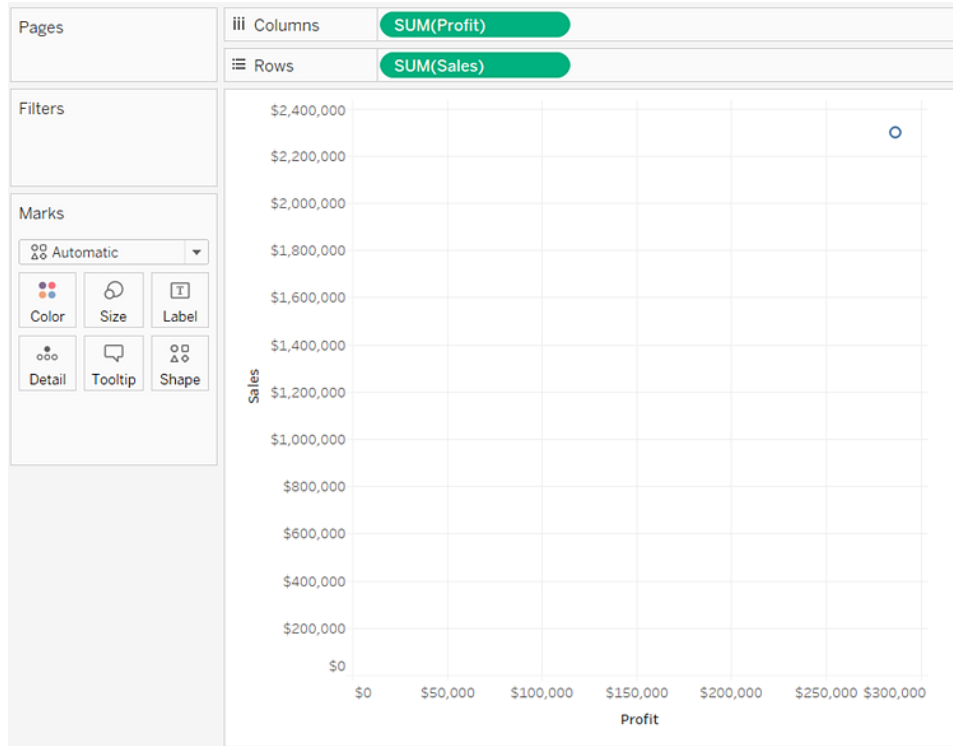 Pages
Columns
SUM(Profit)
Rows
SUM(Sales)
Filters
Marks
Automatic
Color Size Label
Detail Tooltip Shape
$2,400,000
$2,200,000
$2,000,000
$1,800,000
$1,600,000
$1,400,000
$1,200,000
$1,000,000
$800,000
$600,000
$400,000
$200,000
$0
Sales
$0 $50,000 $100,000 $150,000 $200,000 $250,000 $300,000
Profit